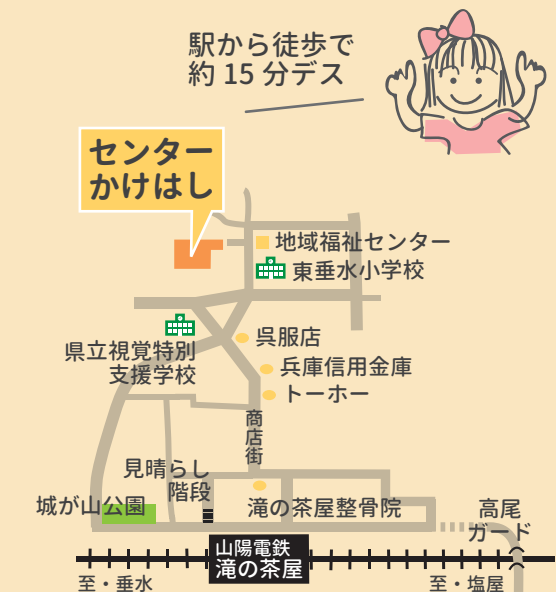 駅から徒歩で
約 15 分デス
センター
かけはし
地域福祉センター
東垂水小学校
呉服店
県立視覚特別
支援学校
兵庫信用金庫
トーホー
商店街
見晴らし
階段
城が山公園
滝の茶屋整骨院
高尾
ガード
山陽電鉄
滝の茶屋
至・垂水
至・塩屋